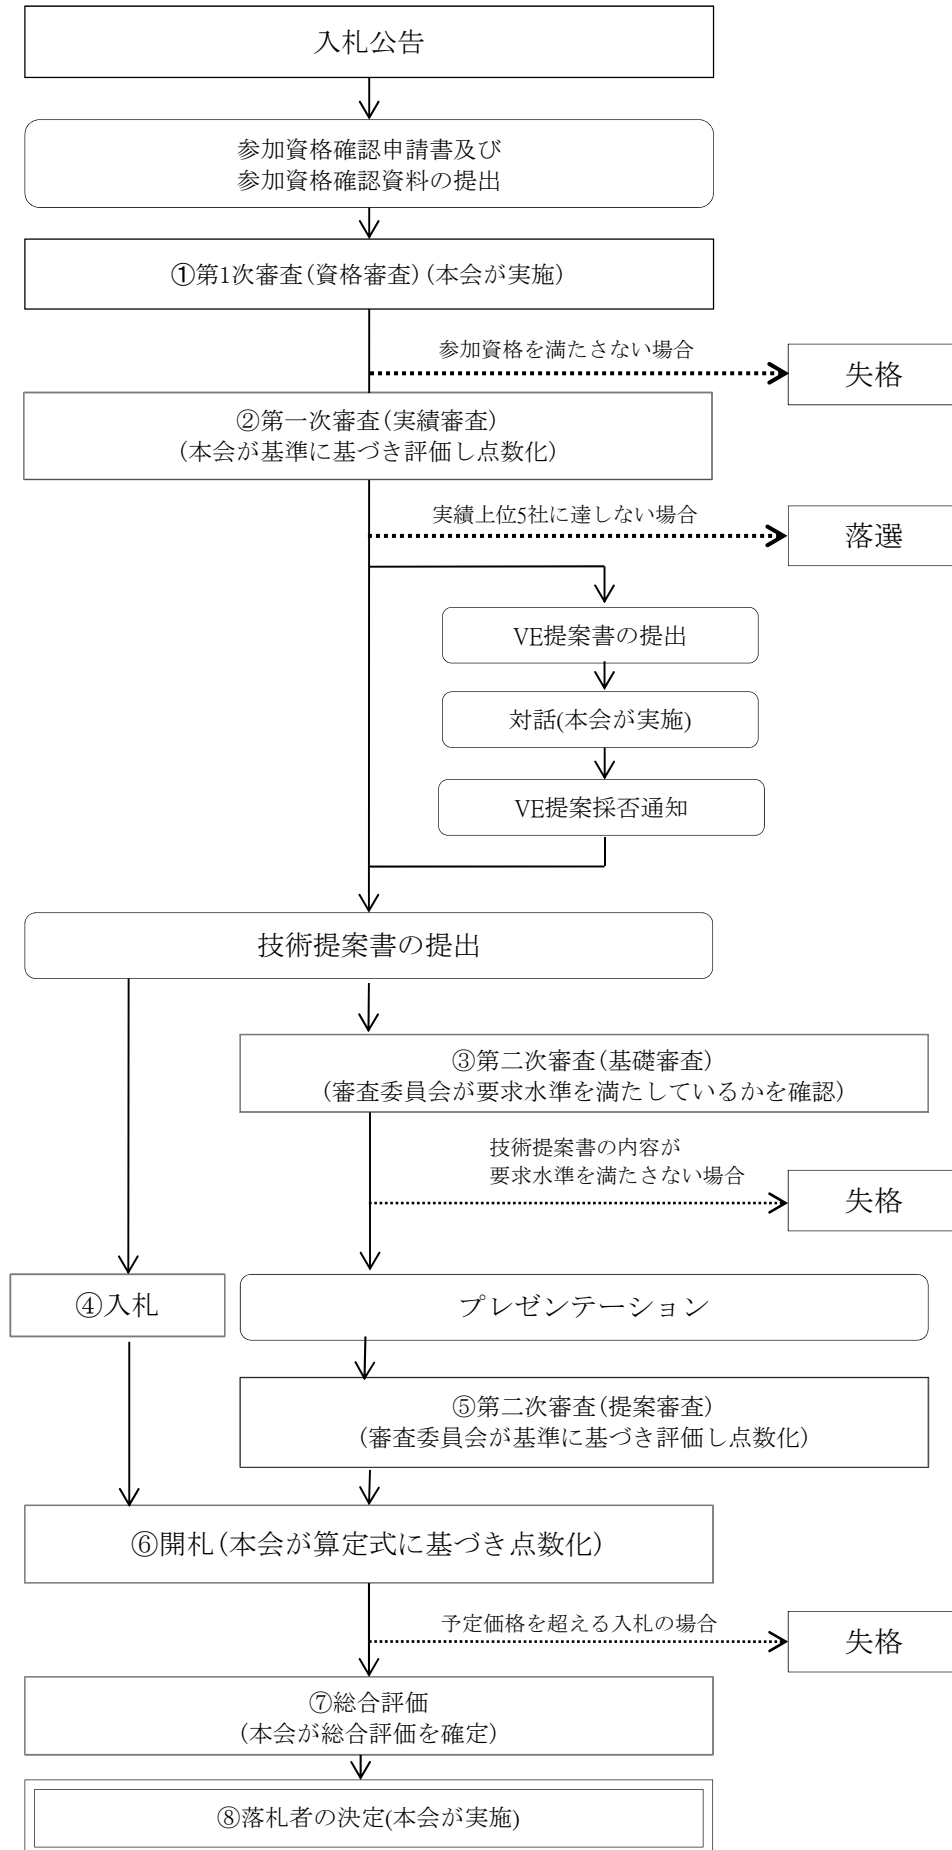 入札公告
参加資格確認申請書及び
参加資格確認資料の提出
①第1次審査(資格審査)(本会が実施)
参加資格を満たさない場合
失格
②第一次審査(実績審査)
(本会が基準に基づき評価し点数化)
実績上位5社に達しない場合
落選
VE提案書の提出
対話(本会が実施)
VE提案採否通知
技術提案書の提出
③第二次審査(基礎審査)
(審査委員会が要求水準を満たしているかを確認)
技術提案書の内容が
要求水準を満たさない場合
失格
④入札
プレゼンテーション
⑤第二次審査(提案審査)
(審査委員会が基準に基づき評価し点数化)
⑥開札(本会が算定式に基づき点数化)
予定価格を超える入札の場合
失格
⑦総合評価
(本会が総合評価を確定)
⑧落札者の決定(本会が実施)